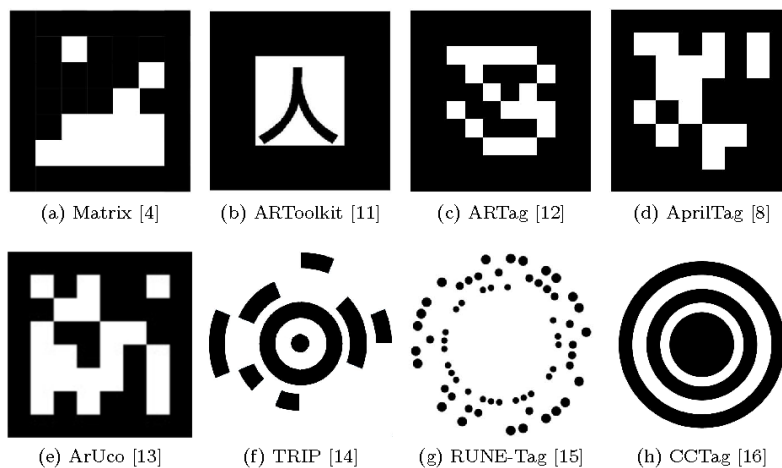 人
(a) Matrix [4]
(b) ARToolkit [11]
(c) ARTag [12]
(d) AprilTag [8]
(e) ArUco [13]
(f) TRIP [14]
(g) RUNE-Tag [15]
(h) CCTag [16]